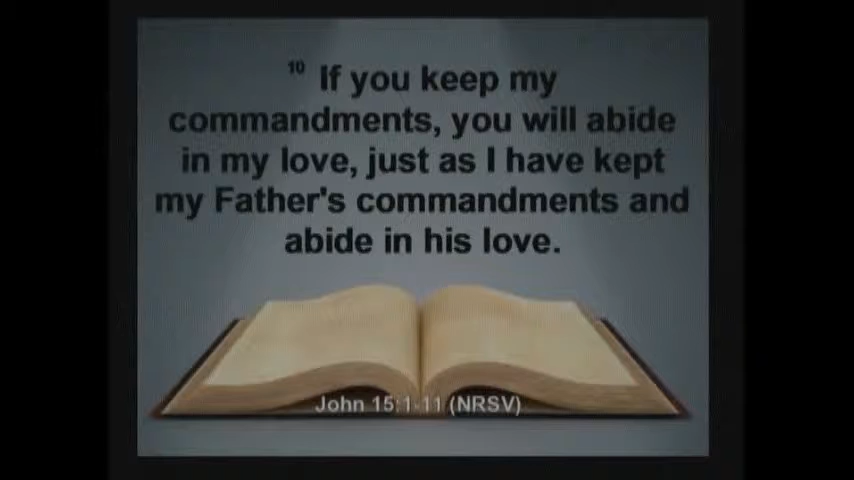 10 If you keep my
commandments, you will abide
in my love, just as I have kept
my Father's commandments and
abide in his love.
John 15:1-11 (NRSV)